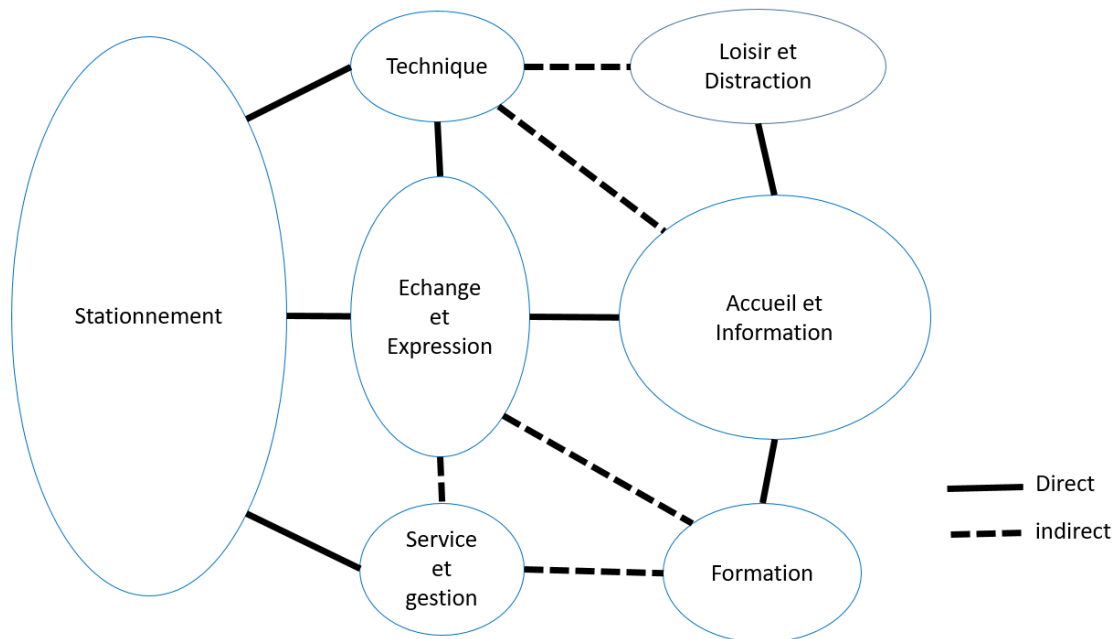 Technique
Loisir et
Distraction
Stationnement
Echange
et
Expression
Accueil et
Information
Service
et
gestion
Formation
Direct
indirect